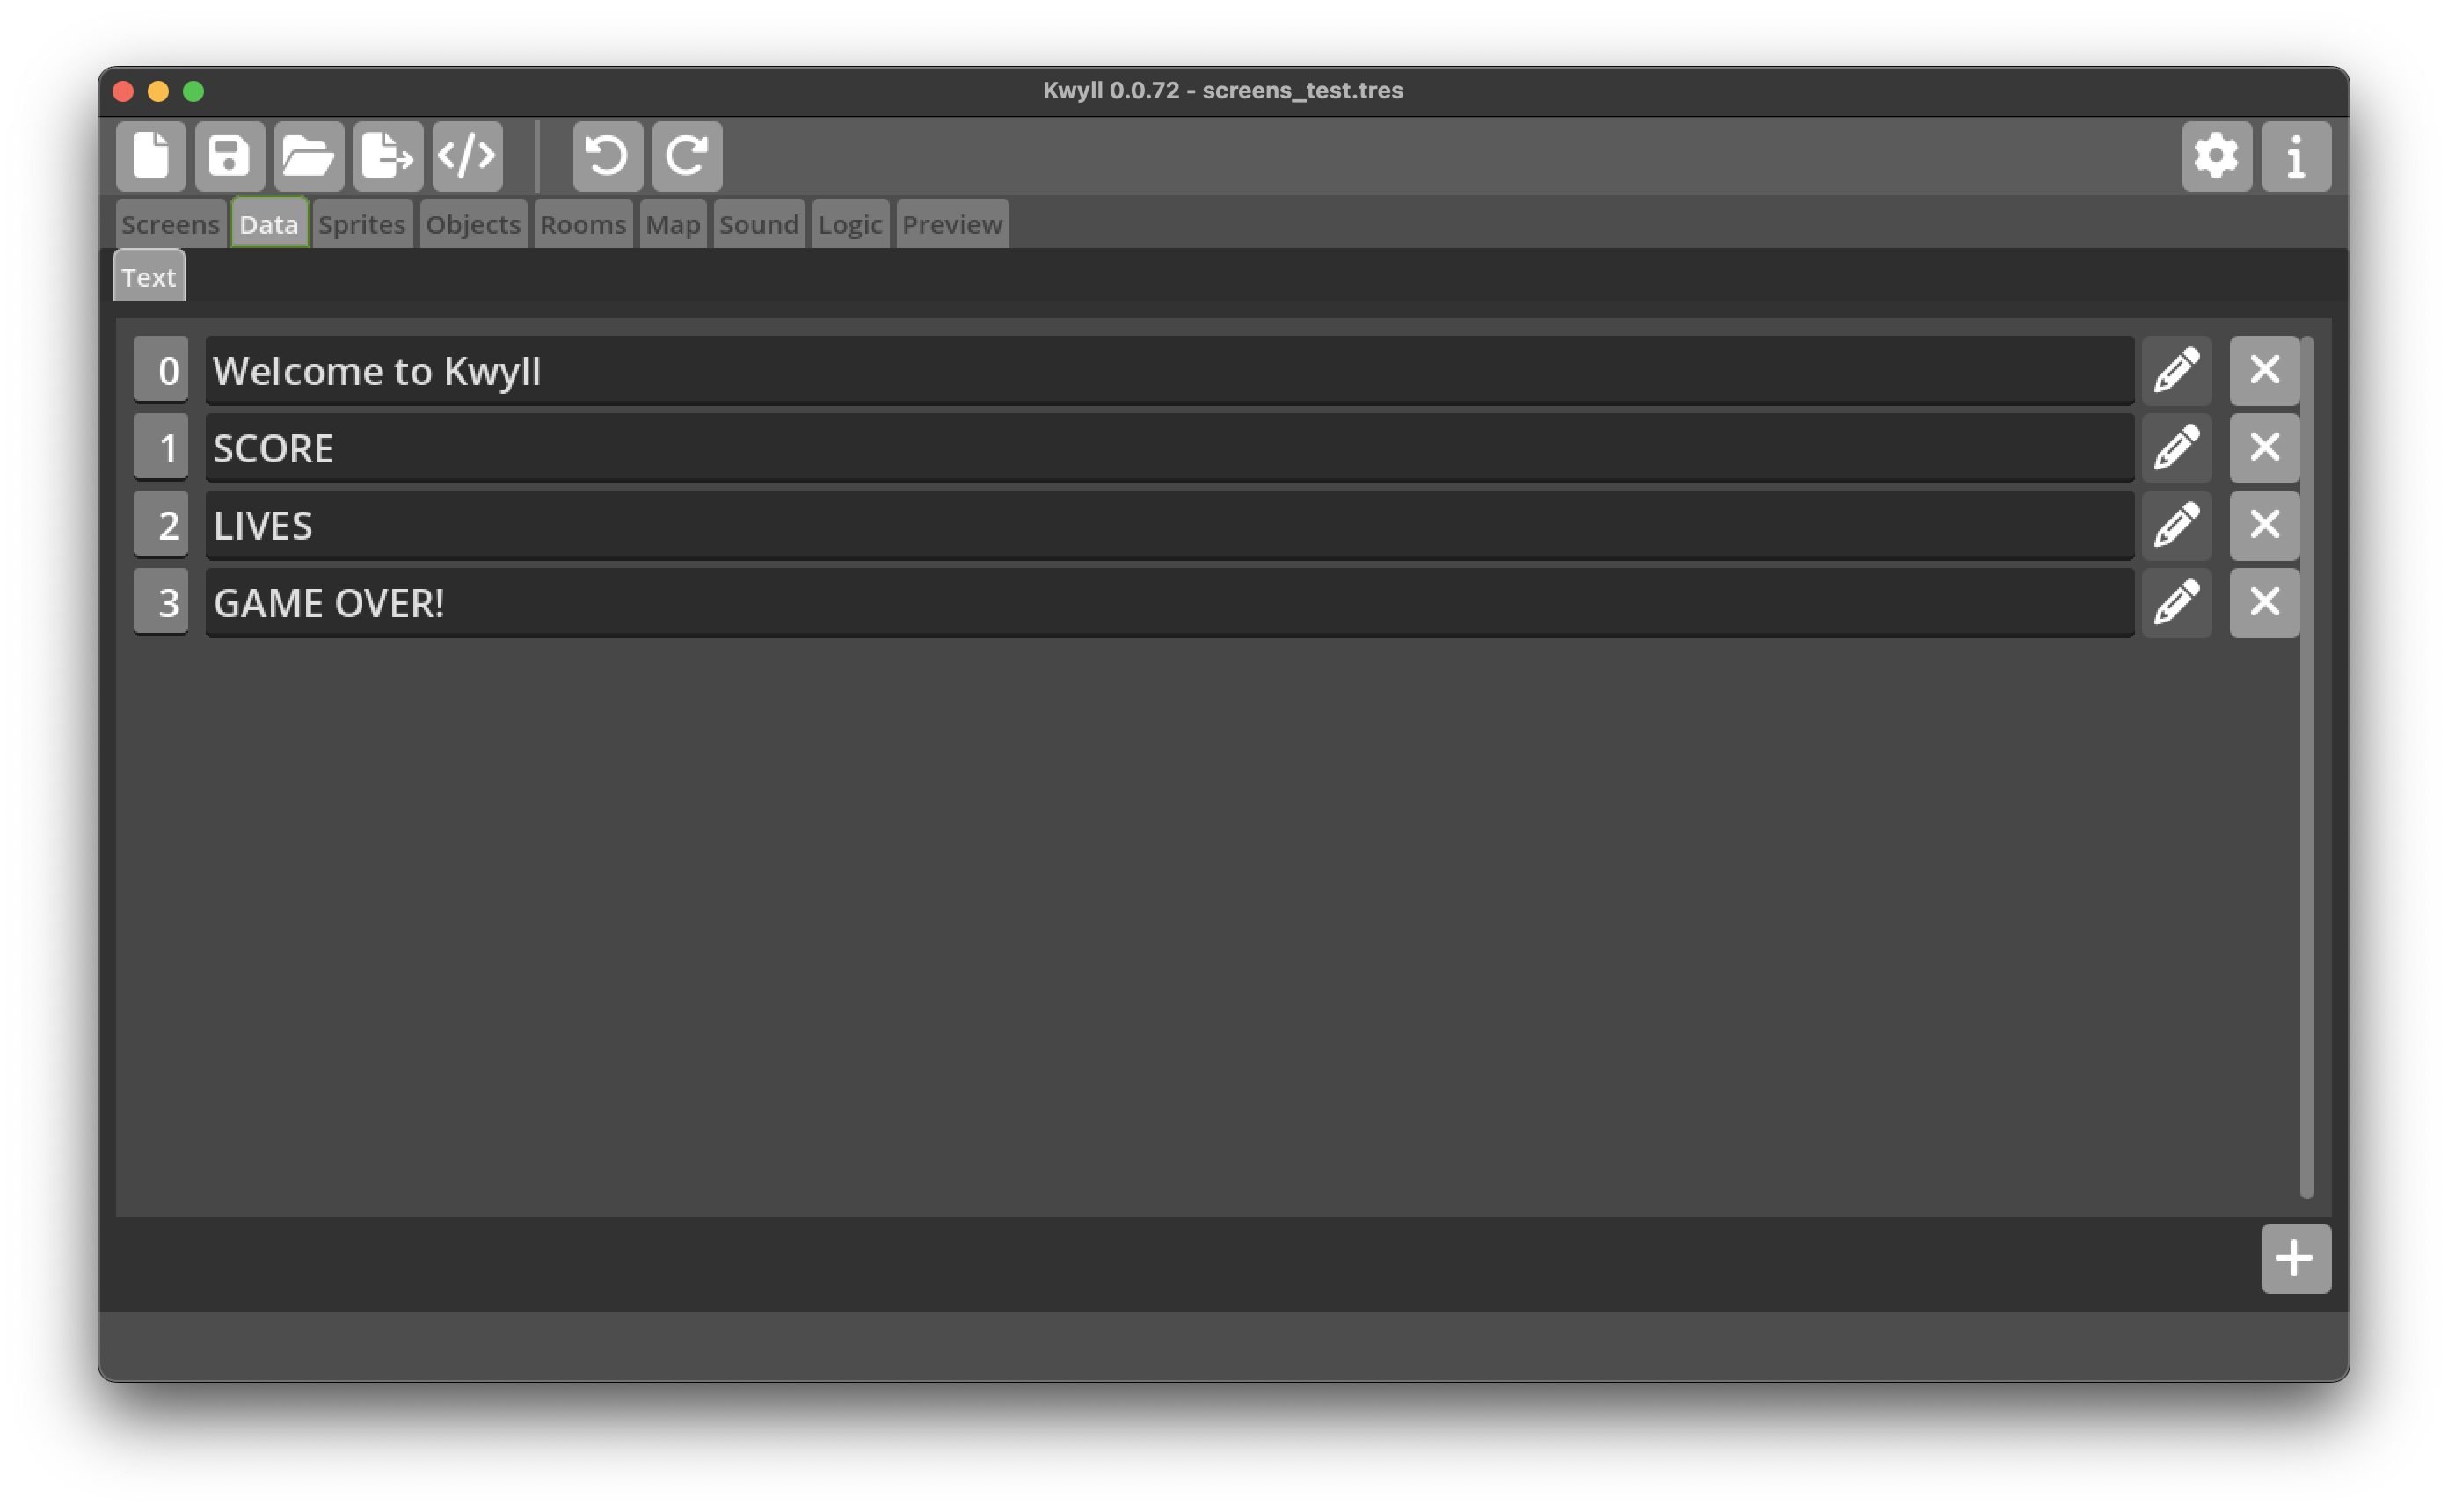 Kwyll 0.0.72 - screens_test.tres
Screens Data Sprites Objects Rooms Map Sound Logic Preview
Text
0 Welcome to Kwyll
1 SCORE
2 LIVES
3 GAME OVER!